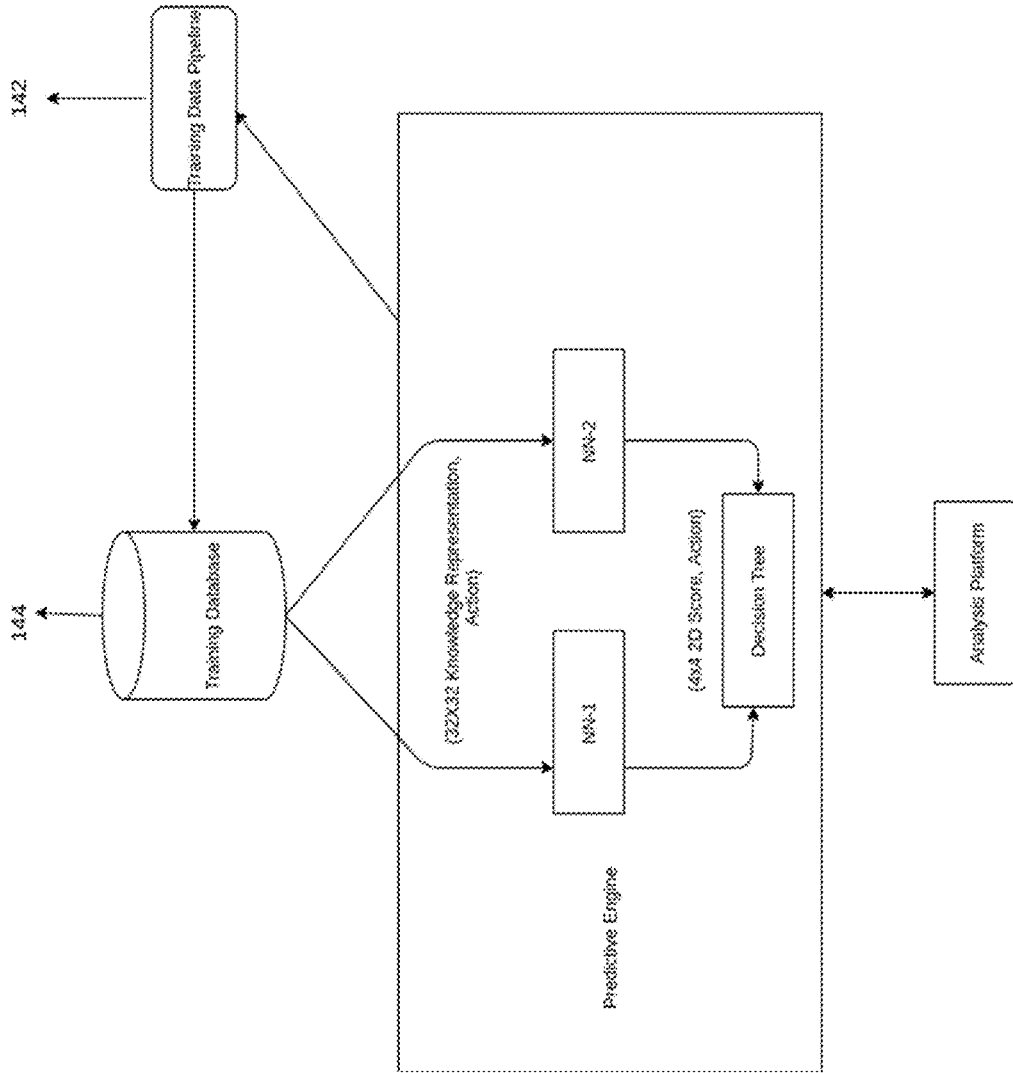 144
142
Training Database
Training Data Pipeline
(32X32 Knowledge Representation,
Action)
NN-1
NN-2
Predictive Engine
(4x4 2D Score, Action)
Decision Tree
Analysis Platform